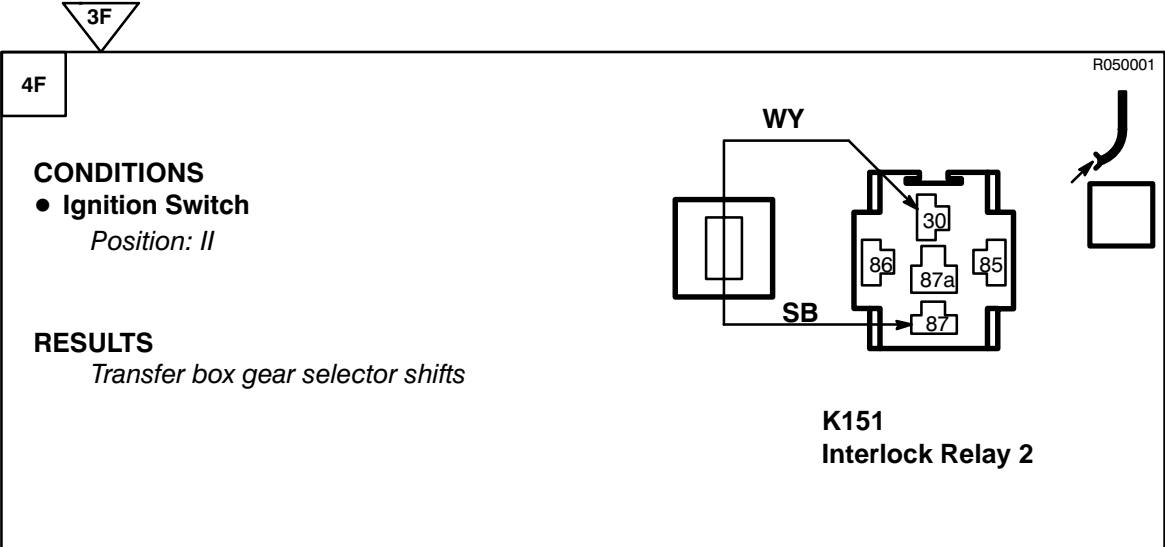 3F
4F
R050001
CONDITIONS
● Ignition Switch
Position: II
RESULTS
Transfer box gear selector shifts
WY
SB
30
86
87a
85
87
K151
Interlock Relay 2